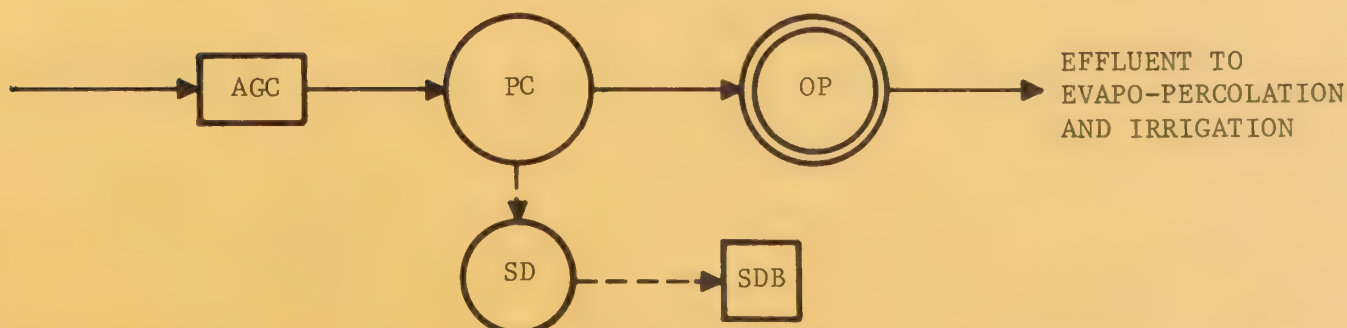 AGC
PC
OP
EFFLUENT TO
EVAPO-PERCOLATION
AND IRRIGATION
SD
SDB